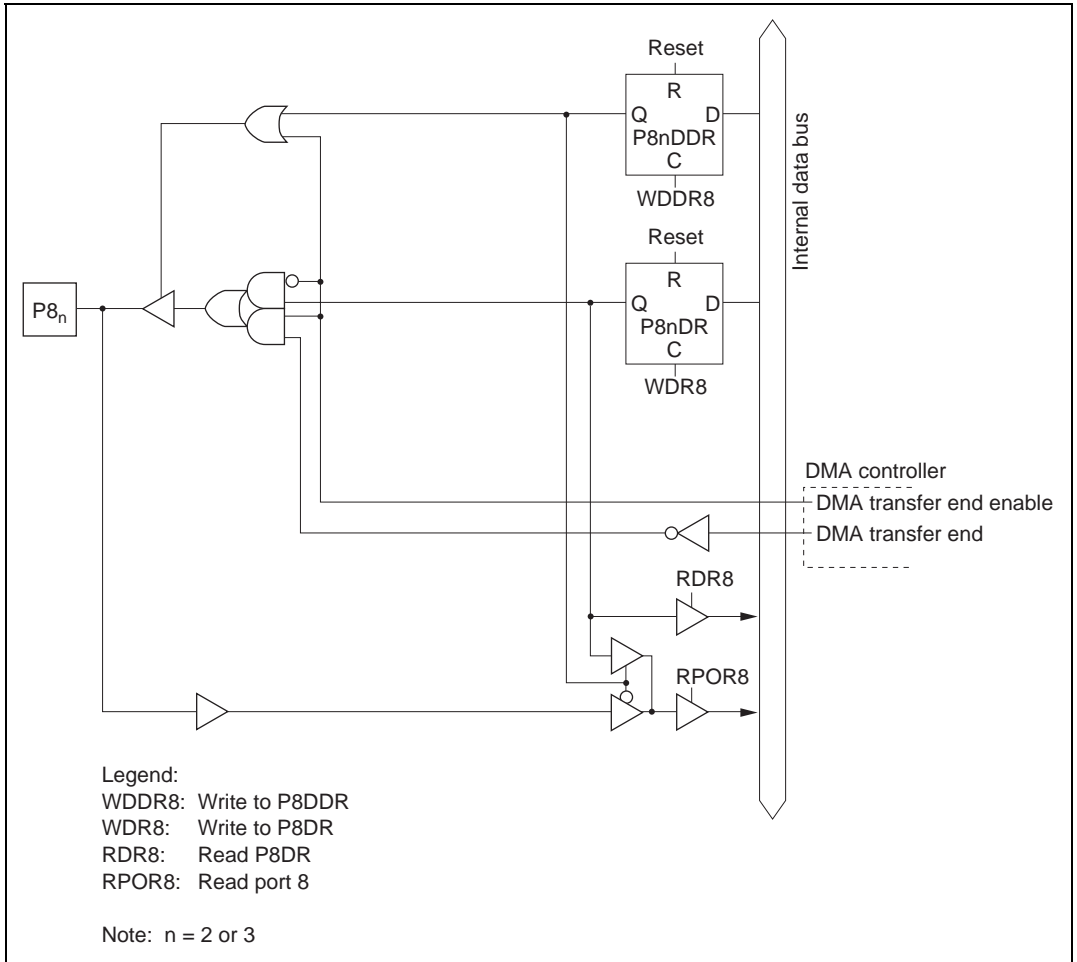 Reset
R
Q D
P8nDDR
C
WDDR8
Reset
R
Q D
P8nDR
C
WDR8
Internal data bus
P8n
DMA controller
DMA transfer end enable
DMA transfer end
RDR8
RPOR8
Legend:
WDDR8: Write to P8DDR
WDR8: Write to P8DR
RDR8: Read P8DR
RPOR8: Read port 8
Note: n = 2 or 3